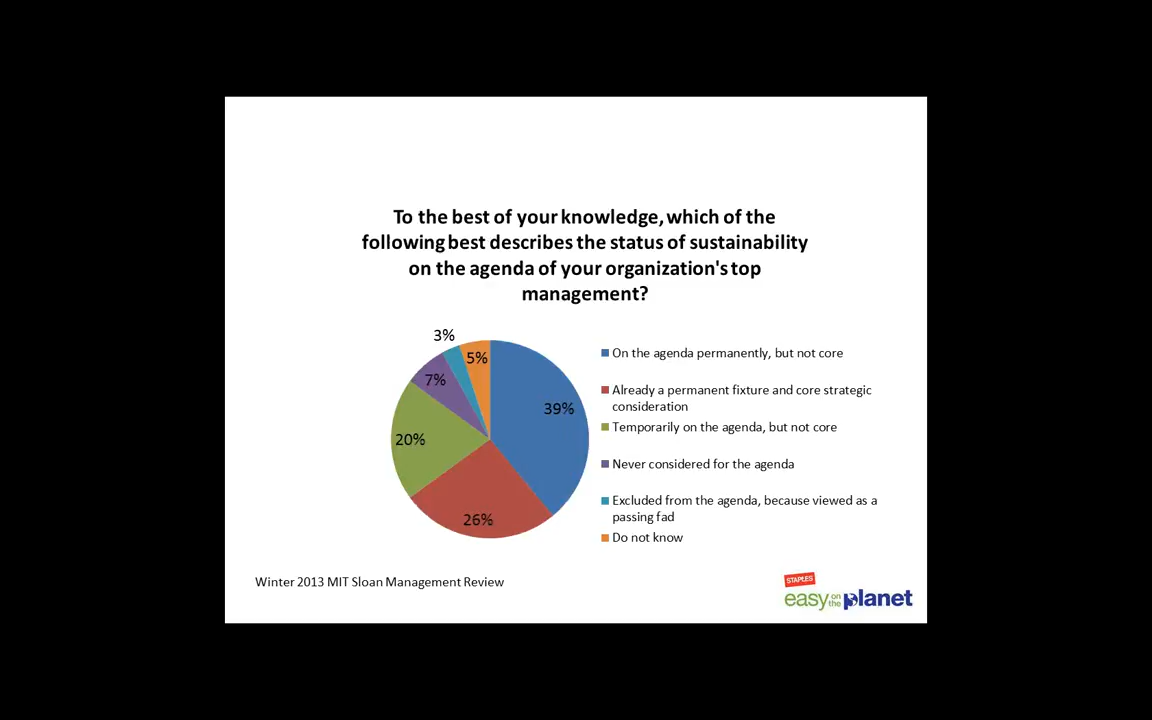 To the best of your knowledge, which of the
following best describes the status of sustainability
on the agenda of your organization's top
management?
3%
5%
7%
39%
20%
26%
On the agenda permanently, but not core
Already a permanent fixture and core strategic
consideration
Temporarily on the agenda, but not core
Never considered for the agenda
Excluded from the agenda, because viewed as a
passing fad
Do not know
Winter 2013 MIT Sloan Management Review
STAPLES
easy on the planet